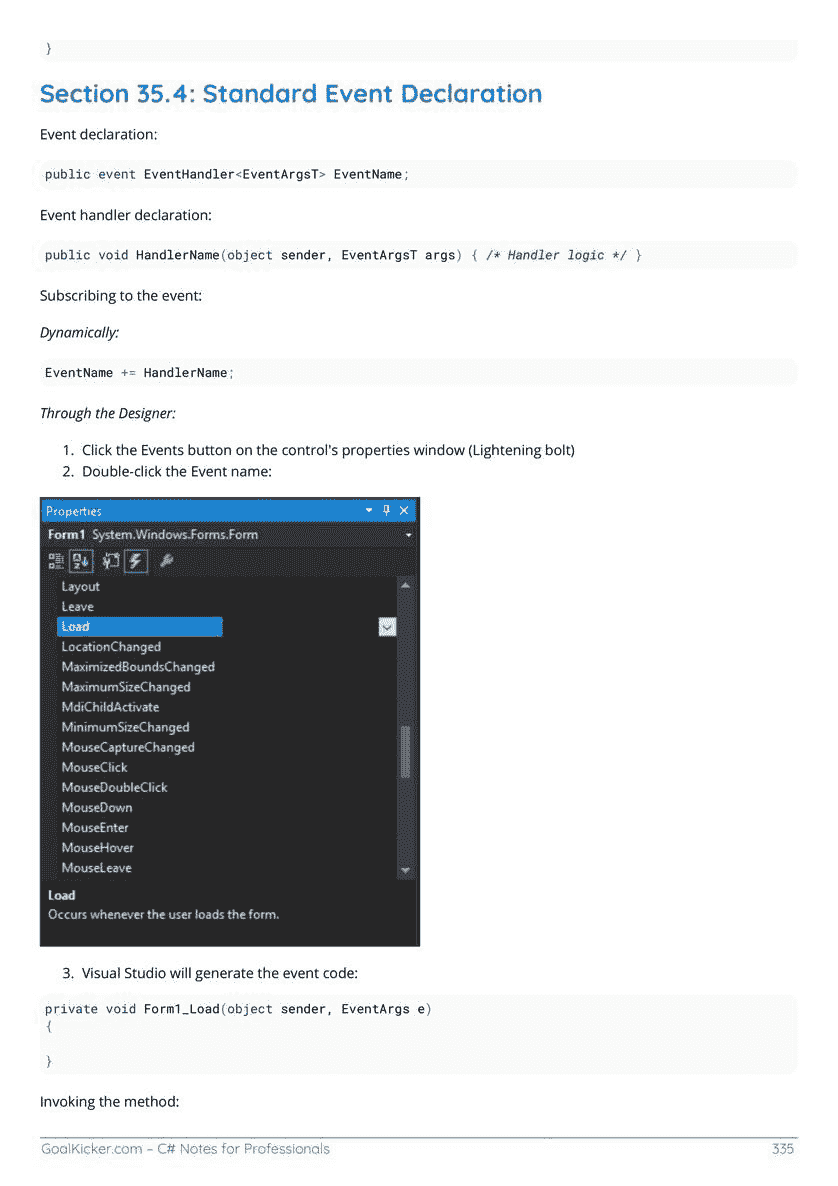 }
Section 35.4: Standard Event Declaration
Event declaration:
public event EventHandler<EventArgsT> EventName;
Event handler declaration:
public void HandlerName(object sender, EventArgsT args) { /* Handler logic */ }
Subscribing to the event:
Dynamically:
EventName += HandlerName;
Through the Designer:
1. Click the Events button on the control's properties window (Lightening bolt)
2. Double-click the Event name:
Properties
Form1 System.Windows.Forms.Form
Layout
Leave
Load
LocationChanged
MaximizedBoundsChanged
MaximumSizeChanged
MdiChildActivate
MinimumSizeChanged
MouseCaptureChanged
MouseClick
MouseDoubleClick
MouseDown
MouseEnter
MouseHover
MouseLeave
Load
Occurs whenever the user loads the form.
3. Visual Studio will generate the event code:
private void Form1_Load(object sender, EventArgs e)
{
}
Invoking the method:
GoalKicker.com – C# Notes for Professionals 335